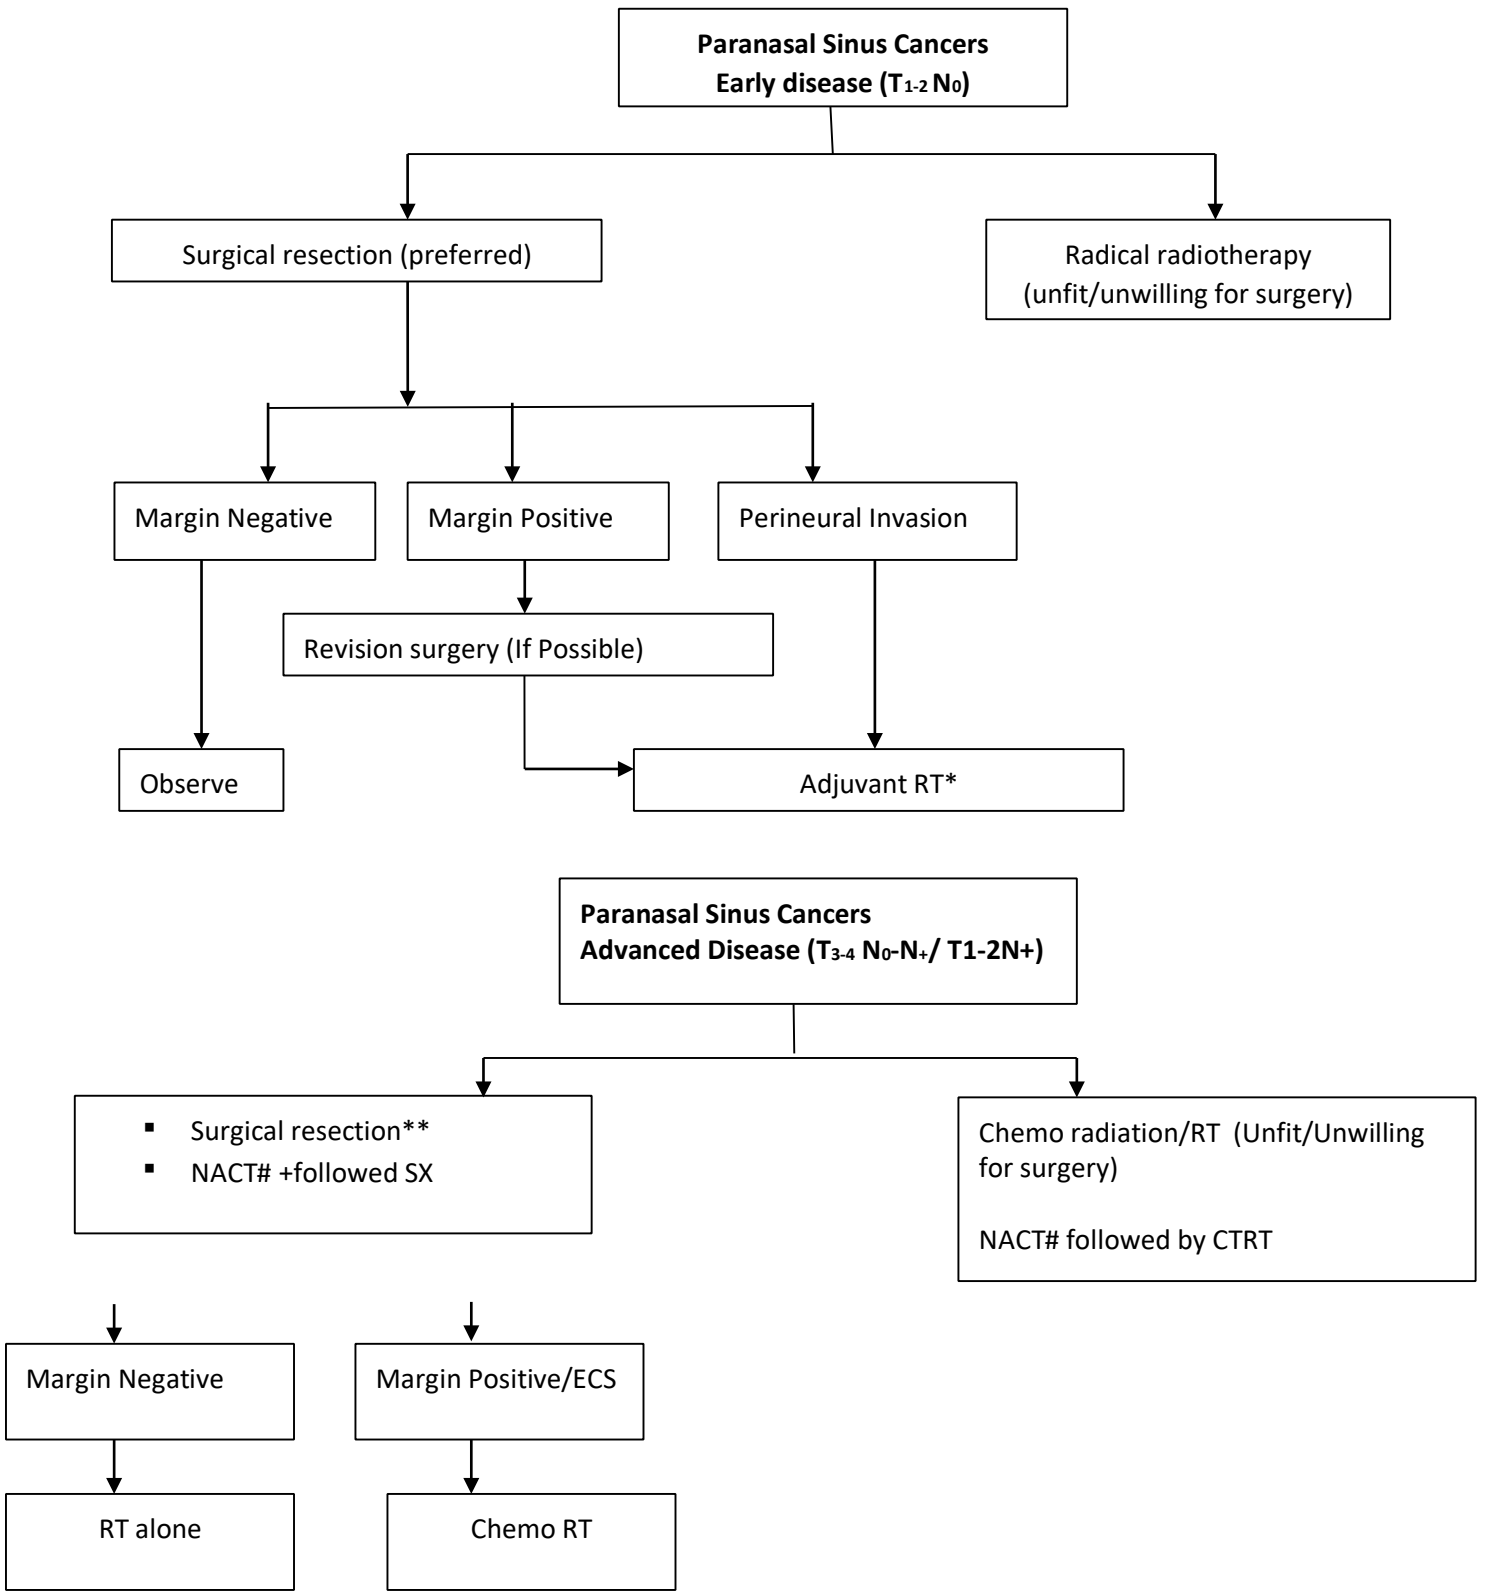 Paranasal Sinus Cancers
Early disease (T1-2 N0)
Surgical resection (preferred)
Radical radiotherapy
(unfit/unwilling for surgery)
Margin Negative
Margin Positive
Perineural Invasion
Revision surgery (If Possible)
Observe
Adjuvant RT*
Paranasal Sinus Cancers
Advanced Disease (T3-4 N0-N+/ T1-2N+)
▪ Surgical resection**
▪ NACT# +followed SX
Chemo radiation/RT (Unfit/Unwilling
for surgery)
NACT# followed by CTRT
Margin Negative
Margin Positive/ECS
RT alone
Chemo RT